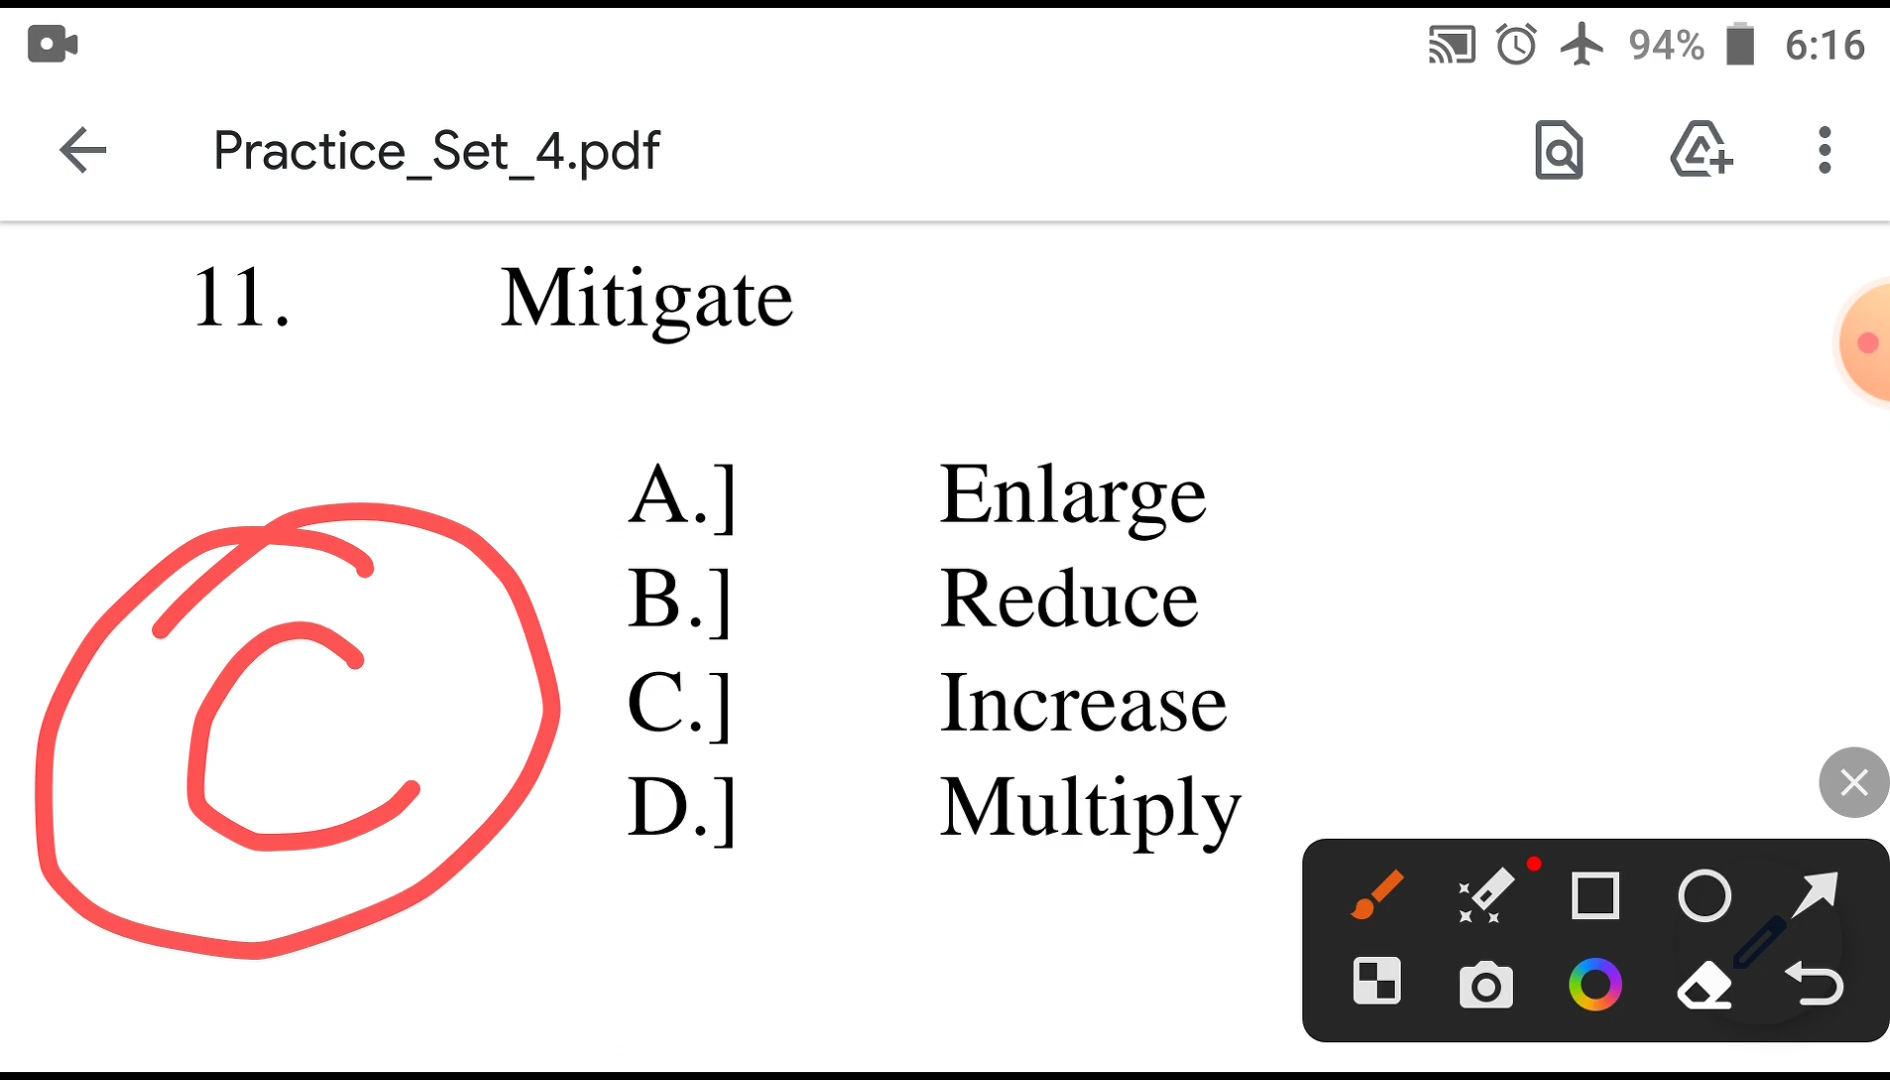 94% 6:16
Practice_Set_4.pdf
11. Mitigate
A.] Enlarge
B.] Reduce
C.] Increase
D.] Multiply
C